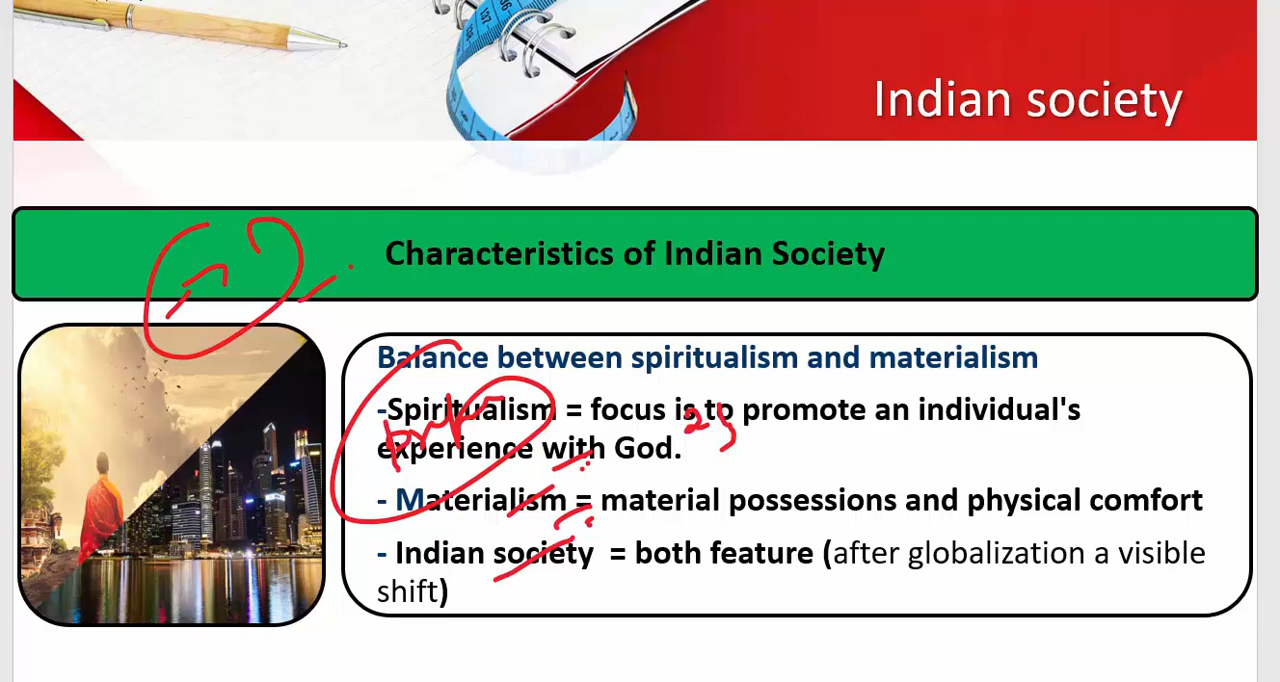 Indian society
Characteristics of Indian Society
Balance between spiritualism and materialism
-Spiritualism = focus is to promote an individual's
experience with God.
- Materialism = material possessions and physical comfort
- Indian society = both feature (after globalization a visible
shift)